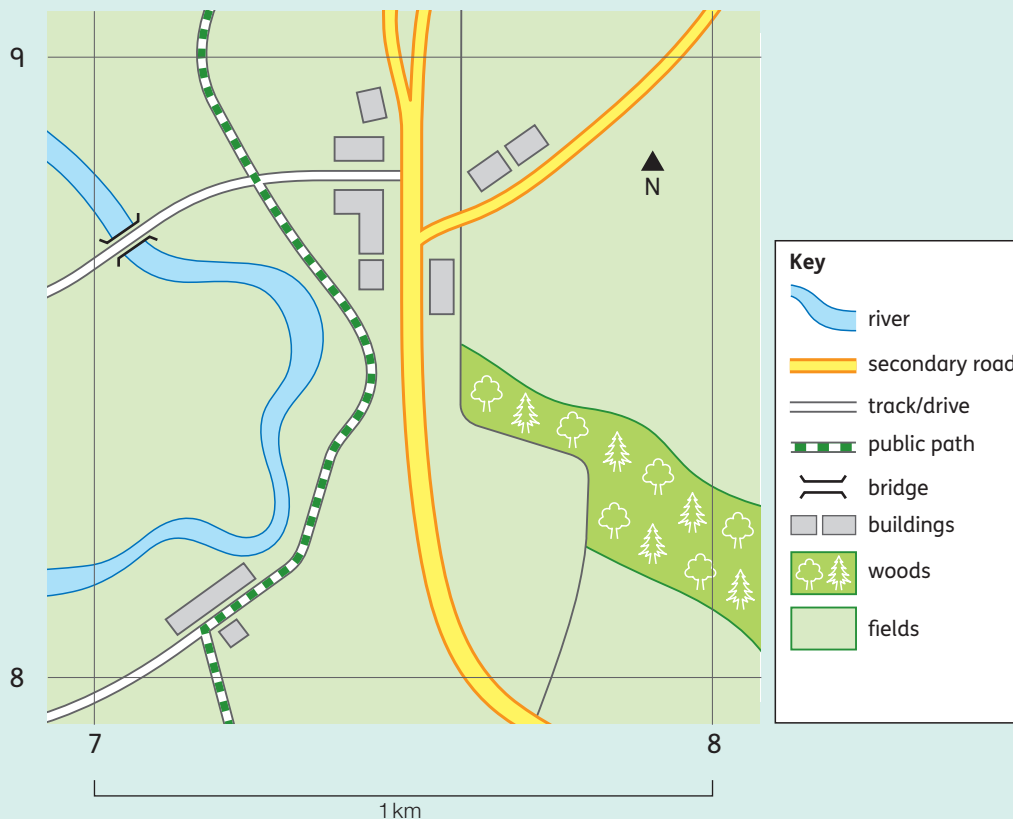 9
N
8
7
8
1 km
Key
river
secondary road
track/drive
public path
bridge
buildings
woods
fields